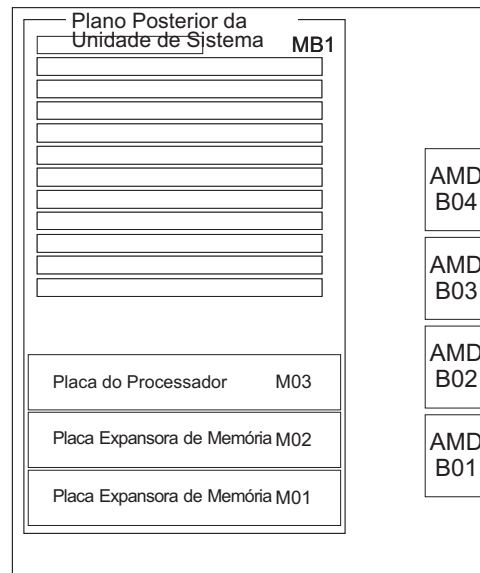 Plano Posterior da
Unidade de Sistema MB1
AMD
B04
AMD
B03
AMD
B02
AMD
B01
Placa do Processador M03
Placa Expansora de Memória M02
Placa Expansora de Memória M01